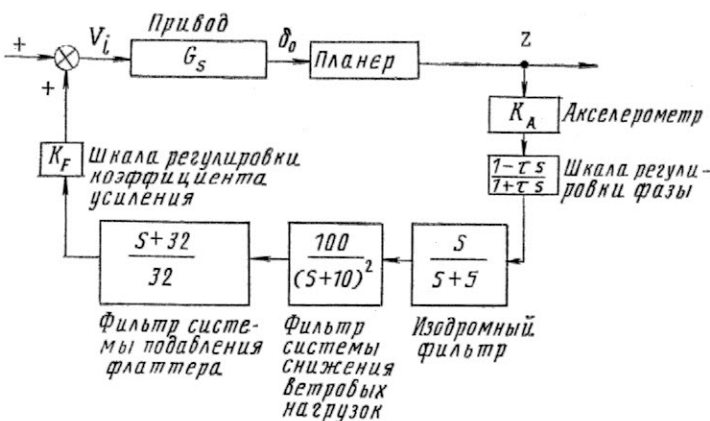 Привод
+
V_i
δ_0
z
+
G_s
Планер
K_A
Акселерометр
K_F
Шкала регулировки
коэффициента
усиления
1-τs
1+τs
Шкала регули-
ровки фазы
s+32
32
100
(s+10)²
s
s+5
Фильтр систе-
мы подавления
флаттера
Фильтр
системы
снижения
ветровых
нагрузок
Изодромный
фильтр